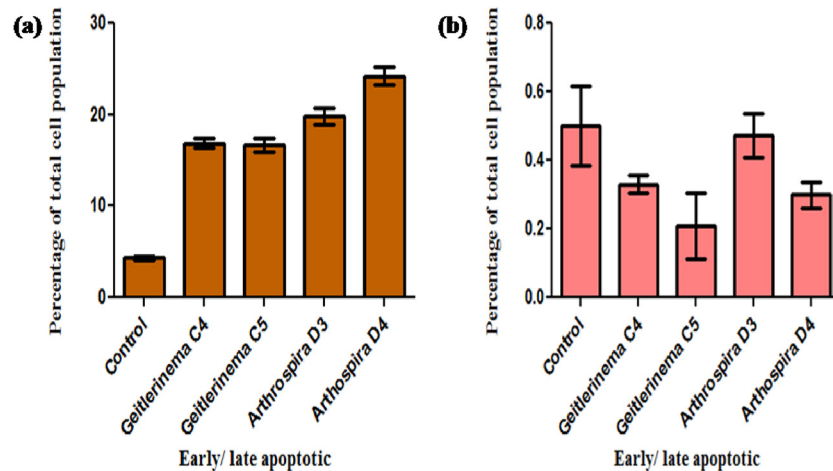 (a)
Percentage of total cell population
30
20
10
0
Control
Geitlerinema C4
Geitlerinema C5
Arthrospira D3
Arthospira D4
Early/ late apoptotic
(b)
Percentage of total cell population
0.8
0.6
0.4
0.2
0.0
Control
Geitlerinema C4
Geitlerinema C5
Arthrospira D3
Arthospira D4
Early/ late apoptotic